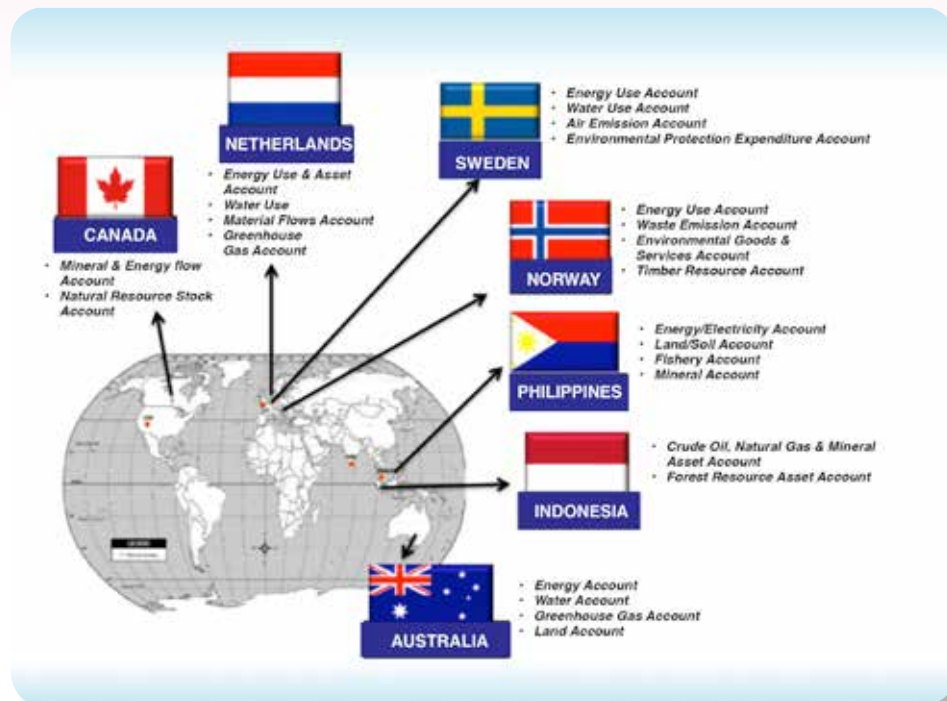 NETHERLANDS
• Energy Use & Asset
Account
• Water Use
• Material Flows Account
• Greenhouse
Gas Account
CANADA
• Mineral & Energy flow
Account
• Natural Resource Stock
Account
SWEDEN
• Energy Use Account
• Water Use Account
• Air Emission Account
• Environmental Protection Expenditure Account
NORWAY
• Energy Use Account
• Waste Emission Account
• Environmental Goods &
Services Account
• Timber Resource Account
PHILIPPINES
• Energy/Electricity Account
• Land/Soil Account
• Fishery Account
• Mineral Account
INDONESIA
• Crude Oil, Natural Gas & Mineral
Asset Account
• Forest Resource Asset Account
AUSTRALIA
• Energy Account
• Water Account
• Greenhouse Gas Account
• Land Account